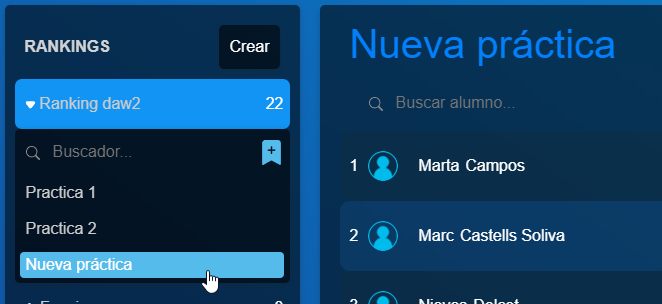 RANKINGS
Crear
Ranking daw2 22
Buscador...
Practica 1
Practica 2
Nueva práctica
Nueva práctica
Buscar alumno...
1 Marta Campos
2 Marc Castells Soliva